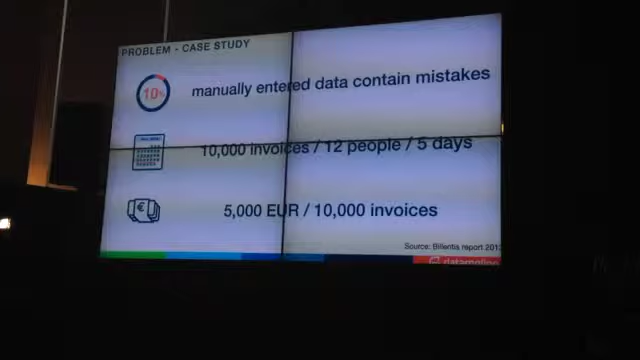 PROBLEM - CASE STUDY
10%
manually entered data contain mistakes
10,000 invoices / 12 people / 5 days
€
5,000 EUR / 10,000 invoices
Source: Billentis report